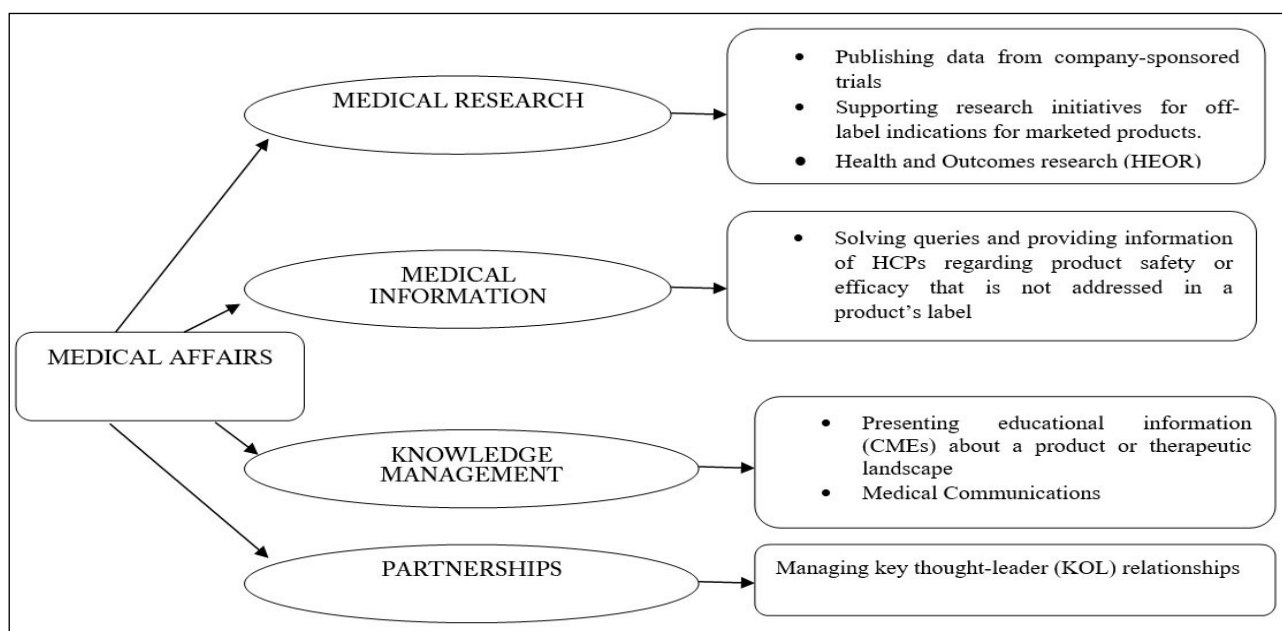 MEDICAL AFFAIRS
MEDICAL RESEARCH
• Publishing data from company-sponsored
trials
• Supporting research initiatives for off-
label indications for marketed products.
• Health and Outcomes research (HEOR)
MEDICAL
INFORMATION
• Solving queries and providing information
of HCPs regarding product safety or
efficacy that is not addressed in a
product's label
KNOWLEDGE
MANAGEMENT
• Presenting educational information
(CMEs) about a product or therapeutic
landscape
• Medical Communications
PARTNERSHIPS
Managing key thought-leader (KOL) relationships